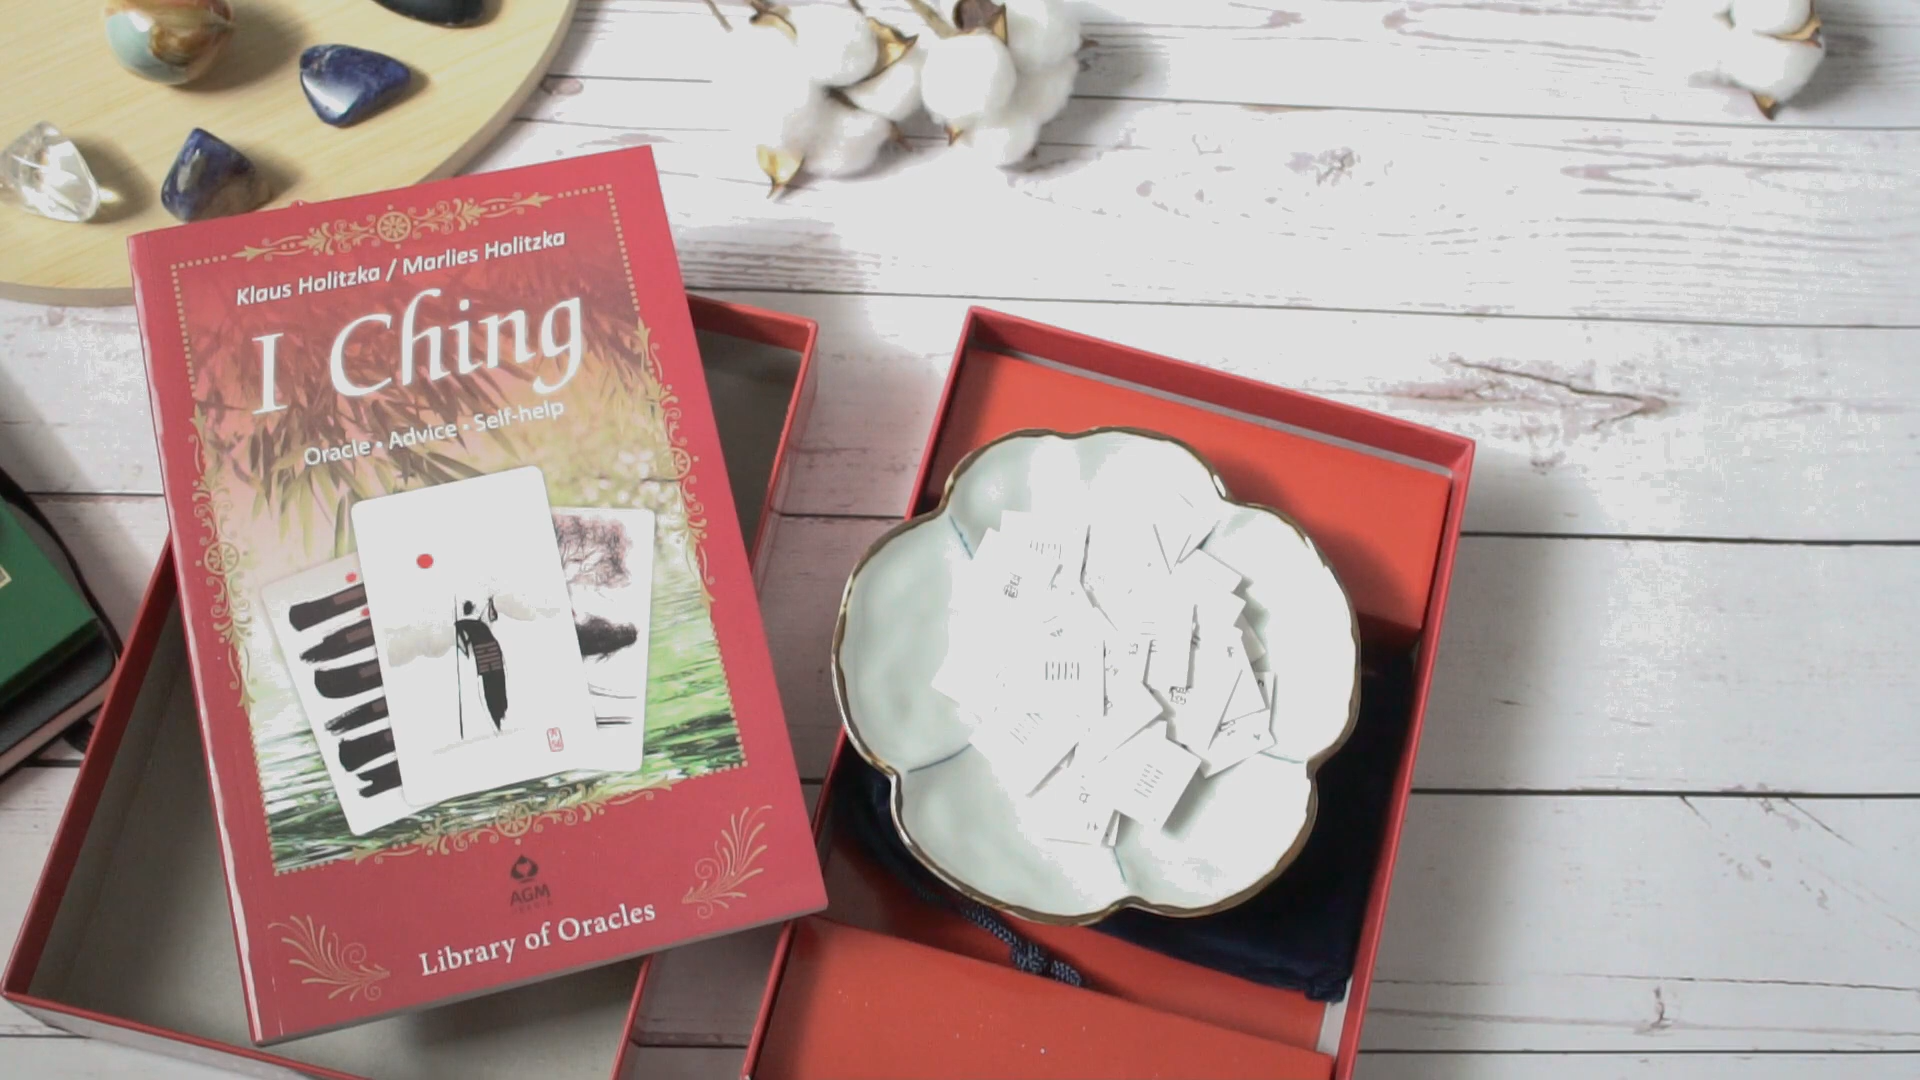 Klaus Holitzka / Marlies Holitzka
I Ching
Oracle • Advice • Self-help
AGM
Library of Oracles